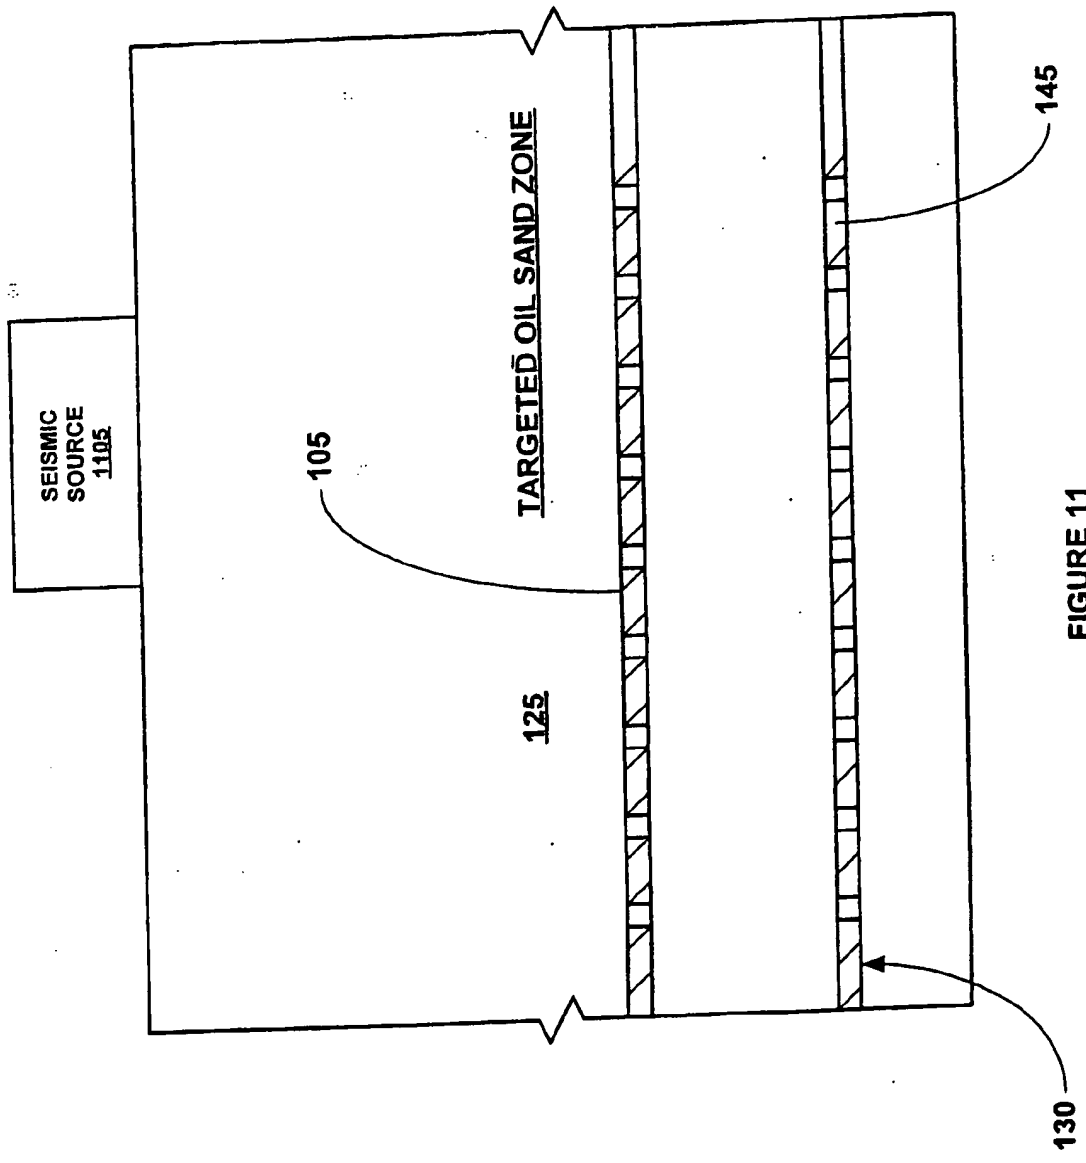 SEISMIC
SOURCE
1105
105
TARGETED OIL SAND ZONE
125
145
130
FIGURE 11